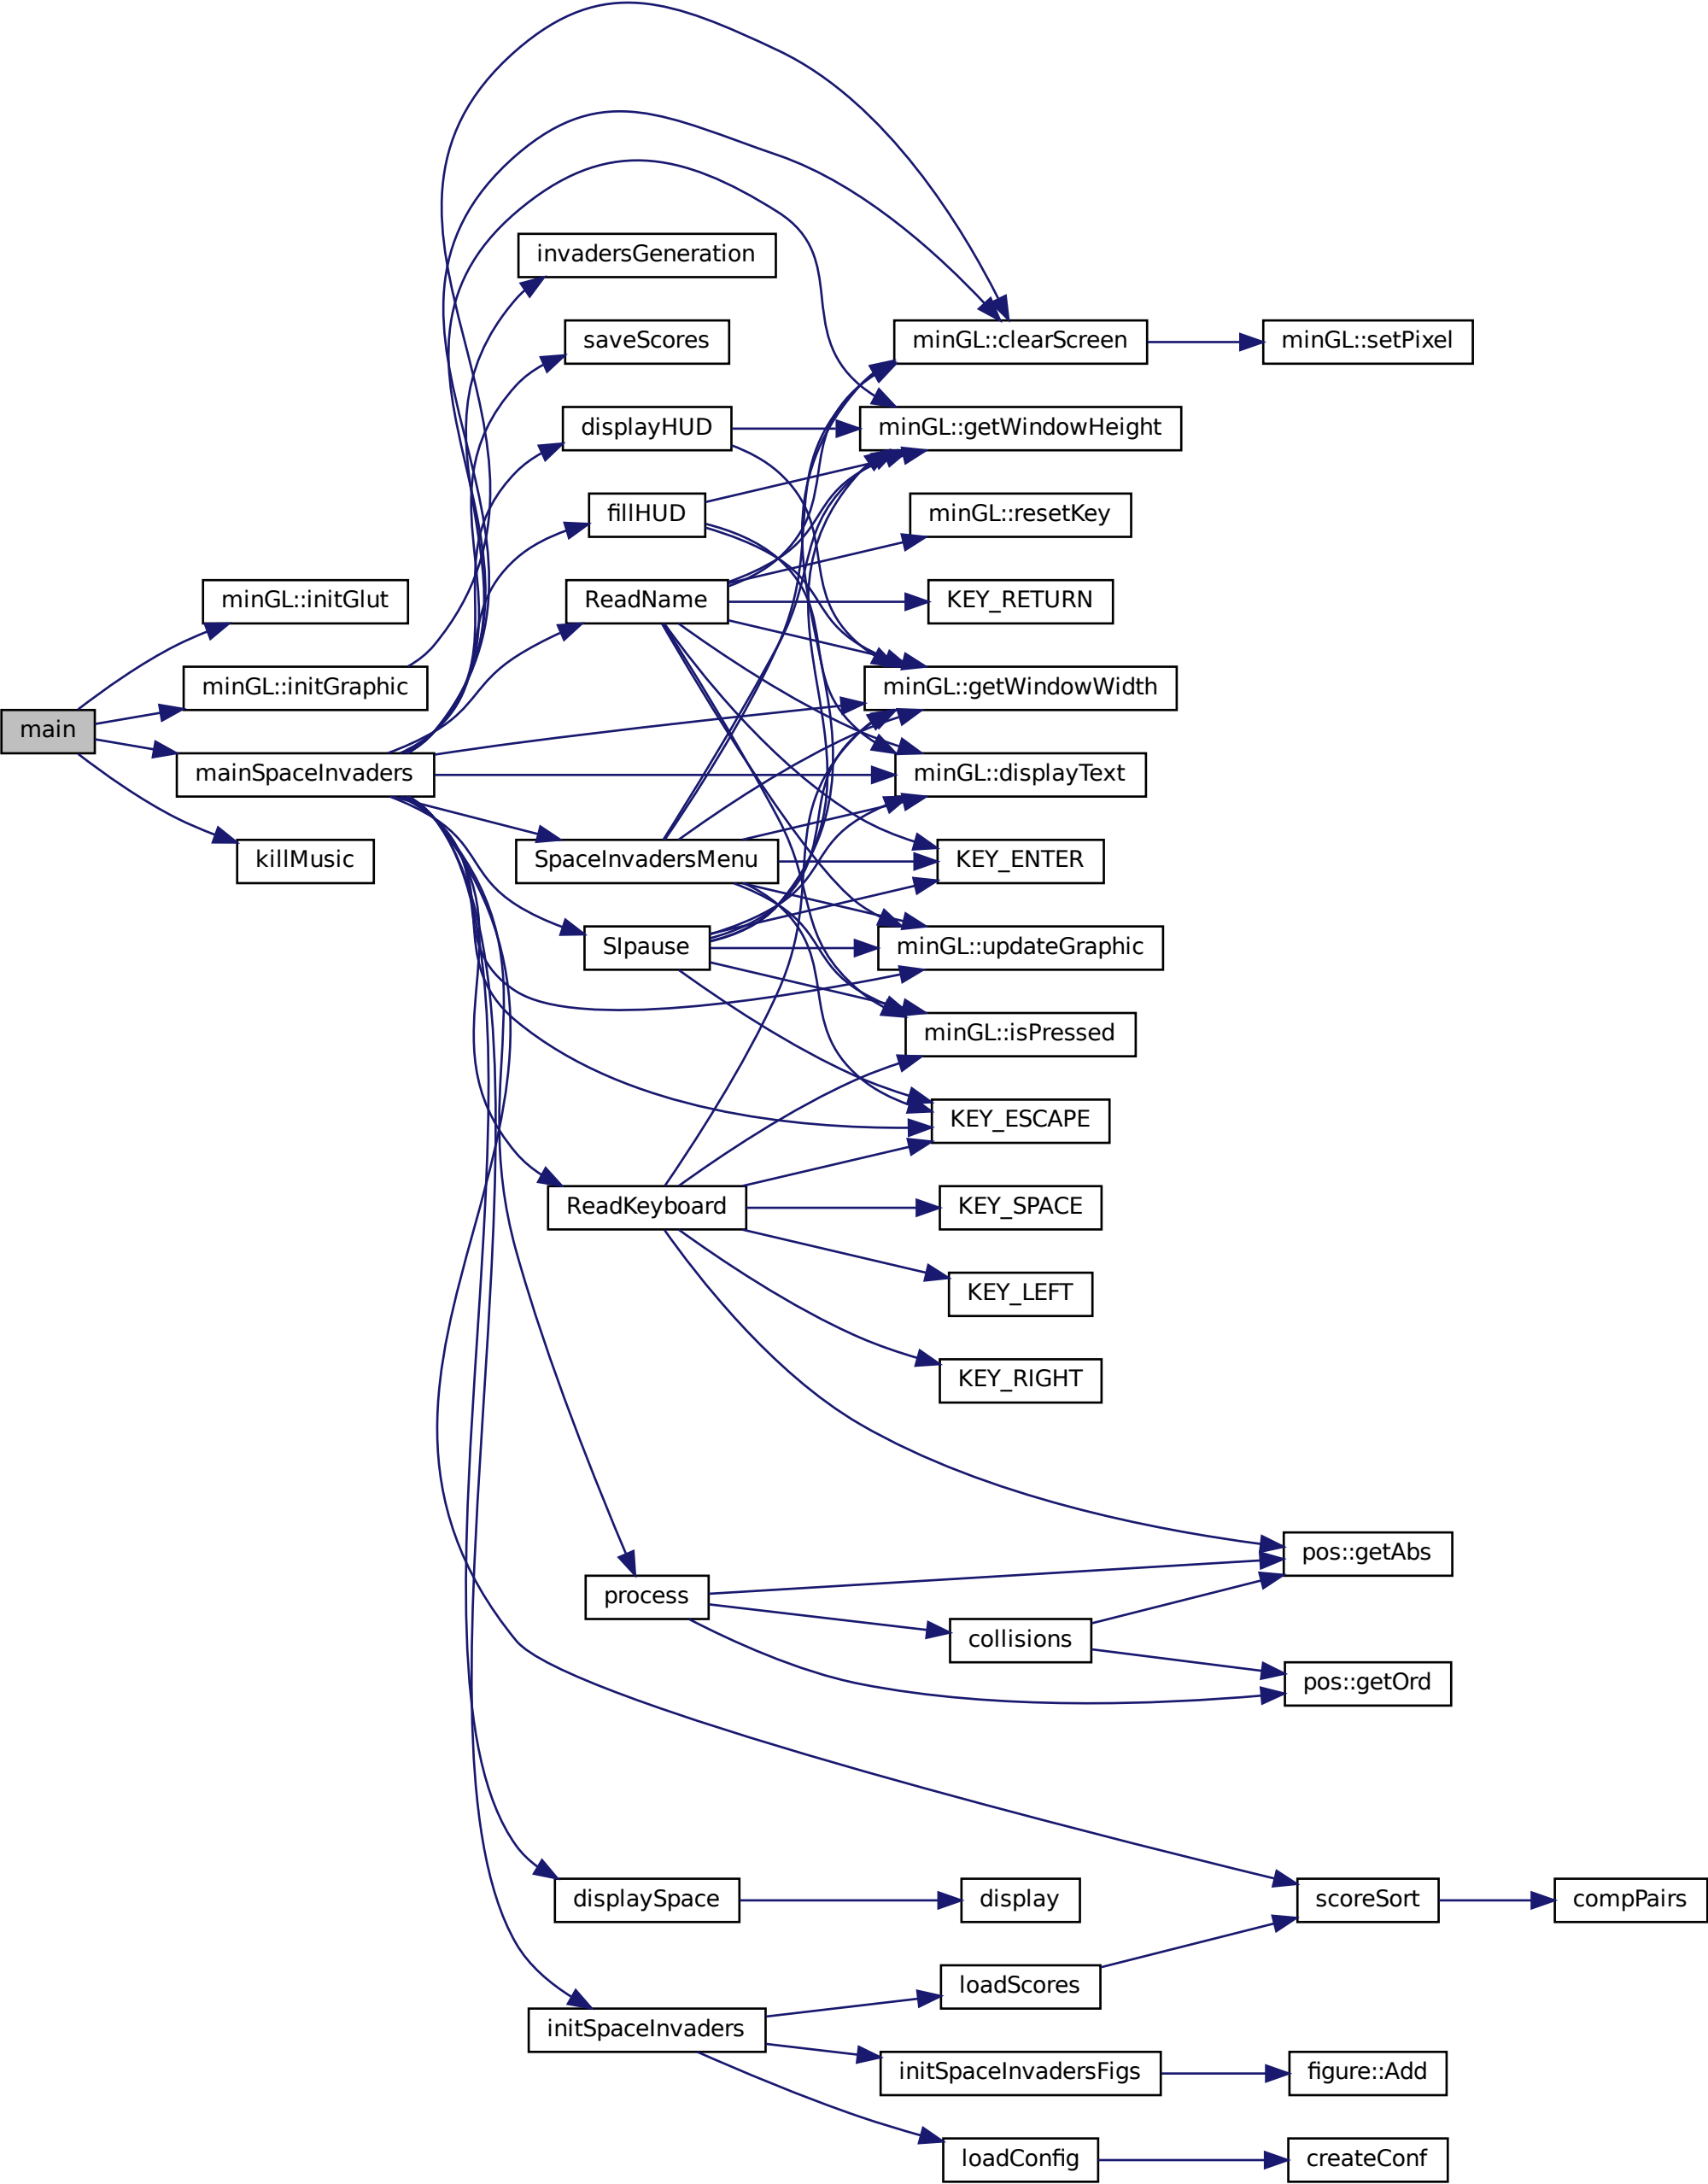 invadersGeneration
saveScores
minGL::clearScreen
minGL::setPixel
displayHUD
minGL::getWindowHeight
fillHUD
minGL::resetKey
minGL::initGlut
ReadName
KEY_RETURN
minGL::initGraphic
minGL::getWindowWidth
main
mainSpaceInvaders
minGL::displayText
killMusic
SpaceInvadersMenu
KEY_ENTER
SIpause
minGL::updateGraphic
minGL::isPressed
KEY_ESCAPE
ReadKeyboard
KEY_SPACE
KEY_LEFT
KEY_RIGHT
pos::getAbs
process
collisions
pos::getOrd
displaySpace
display
scoreSort
compPairs
loadScores
initSpaceInvaders
initSpaceInvadersFigs
figure::Add
loadConfig
createConf